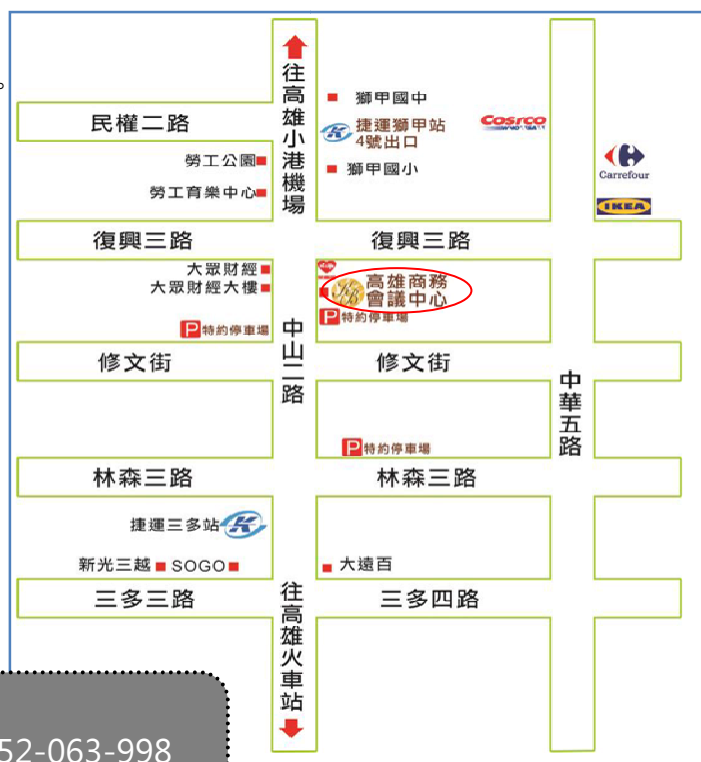 。
往高雄小港機場
獅甲國中
民權二路
捷運獅甲站
4號出口
COSTCO
WHOLESALE
勞工公園
獅甲國小
Carrefour
勞工育樂中心
IKEA
復興三路
復興三路
大眾財經
大眾財經大樓
高雄商務
會議中心
P特約停車場
P特約停車場
中山二路
修文街
修文街
中華五路
P特約停車場
林森三路
林森三路
捷運三多站
新光三越
SOGO
大遠百
三多三路
三多四路
往高雄火車站
52-063-998